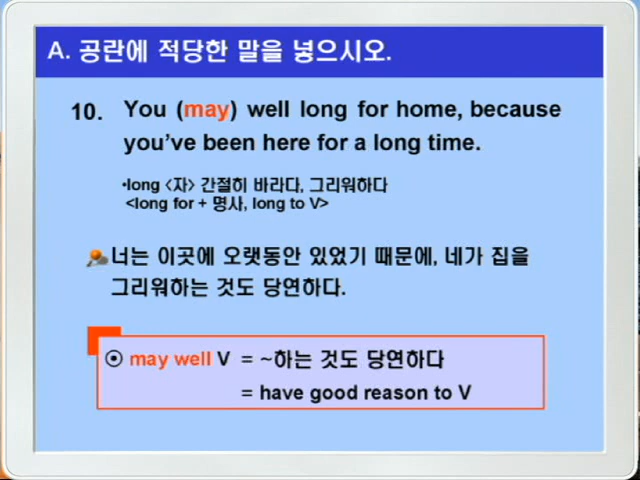 A. 공란에 적당한 말을 넣으시오.
10. You (may) well long for home, because
you've been here for a long time.
•long <자> 간절히 바라다, 그리워하다
<long for + 명사, long to V>
너는 이곳에 오랫동안 있었기 때문에, 네가 집을
그리워하는 것도 당연하다.
⊙ may well V = ~하는 것도 당연하다
= have good reason to V